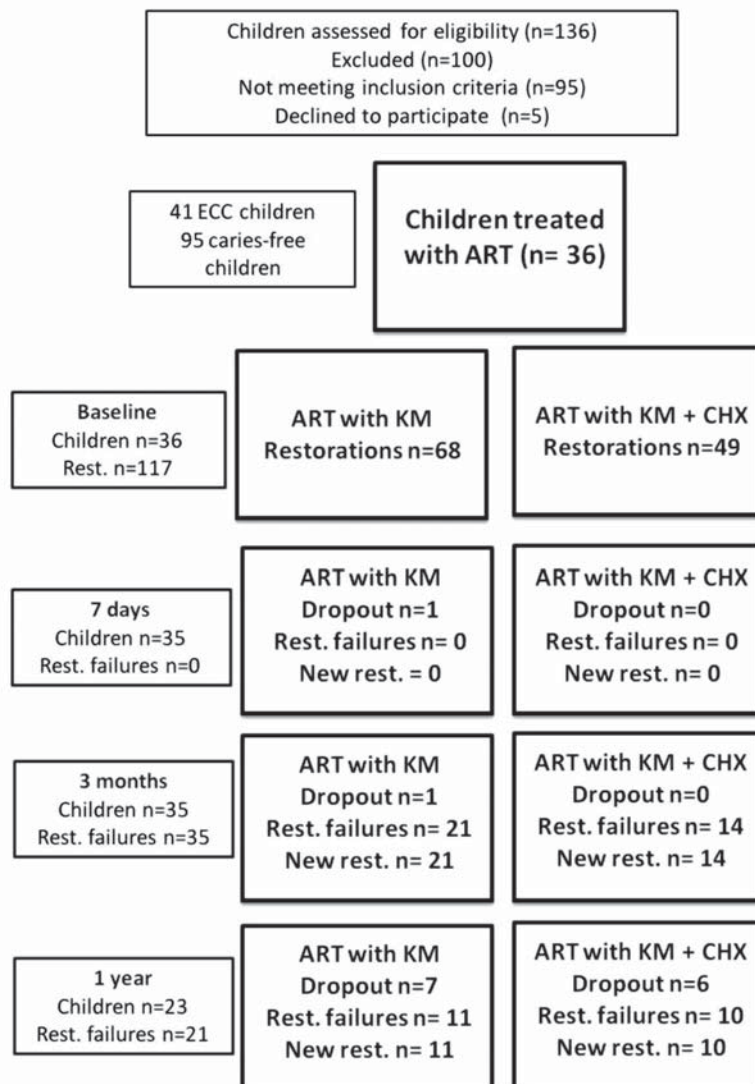 Children assessed for eligibility (n=136)
Excluded (n=100)
Not meeting inclusion criteria (n=95)
Declined to participate (n=5)
41 ECC children
95 caries-free
children
Children treated
with ART (n= 36)
Baseline
Children n=36
Rest. n=117
ART with KM
Restorations n=68
ART with KM + CHX
Restorations n=49
7 days
Children n=35
Rest. failures n=0
ART with KM
Dropout n=1
Rest. failures n= 0
New rest. = 0
ART with KM + CHX
Dropout n=0
Rest. failures n= 0
New rest. n= 0
3 months
Children n=35
Rest. failures n=35
ART with KM
Dropout n=1
Rest. failures n= 21
New rest. n= 21
ART with KM + CHX
Dropout n=0
Rest. failures n= 14
New rest. n= 14
1 year
Children n=23
Rest. failures n=21
ART with KM
Dropout n=7
Rest. failures n= 11
New rest. n= 11
ART with KM + CHX
Dropout n=6
Rest. failures n= 10
New rest. n= 10